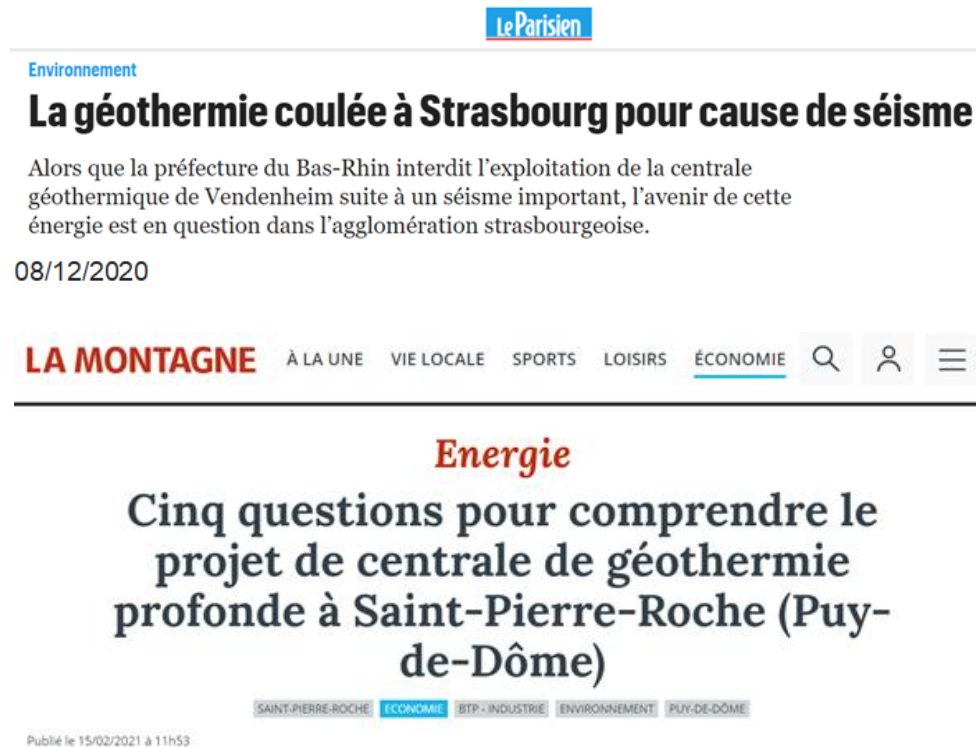 Le Parisien
Environnement
La géothermie coulée à Strasbourg pour cause de séisme
Alors que la préfecture du Bas-Rhin interdit l’exploitation de la centrale
géothermique de Vendenheim suite à un séisme important, l’avenir de cette
énergie est en question dans l’agglomération strasbourgeoise.
08/12/2020
LA MONTAGNE À LA UNE VIE LOCALE SPORTS LOISIRS ÉCONOMIE
Energie
Cinq questions pour comprendre le
projet de centrale de géothermie
profonde à Saint-Pierre-Roche (Puy-
de-Dôme)
SAINT-PIERRE-ROCHE ECONOMIE BTP - INDUSTRIE ENVIRONNEMENT PUY-DE-DÔME
Publié le 15/02/2021 à 11h53